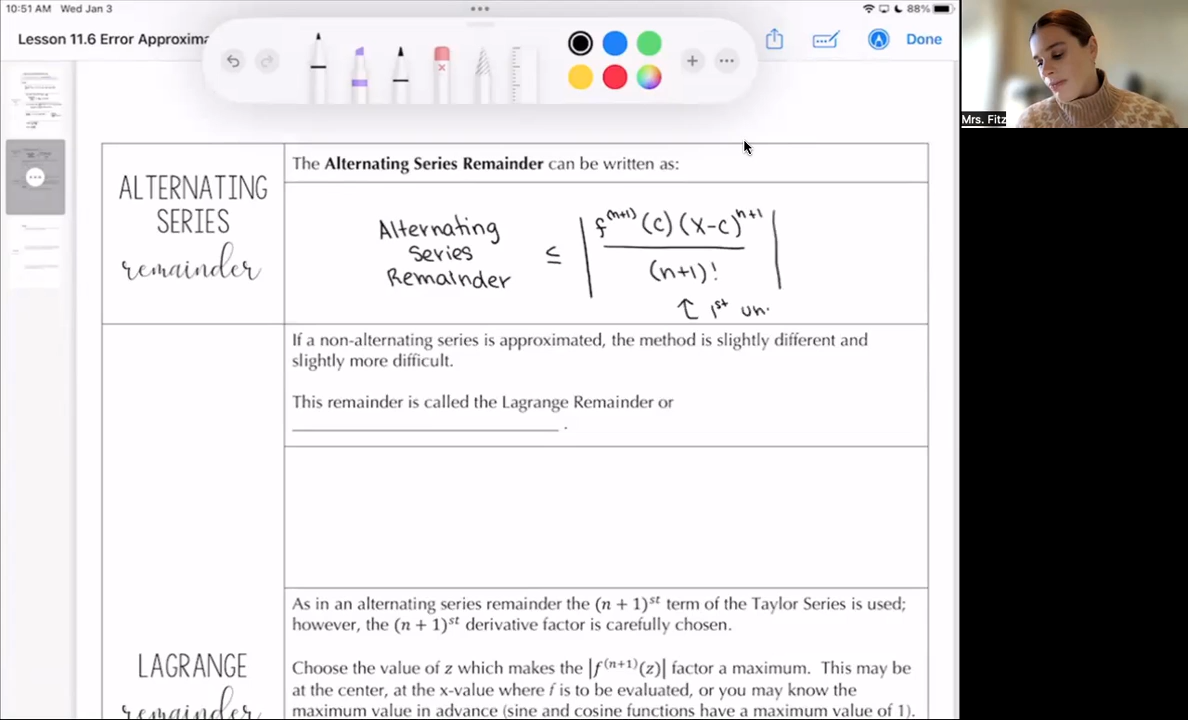 10:51 AM Wed Jan 3
88%
Lesson 11.6 Error Approxima
Done
Mrs. Fitz
The Alternating Series Remainder can be written as:
ALTERNATING
SERIES
remainder
Alternating
Series
Remainder
≤ | f^(n+1) (c) (x-c)^n+1 / (n+1)! |
↑ 1st un.
If a non-alternating series is approximated, the method is slightly different and
slightly more difficult.
This remainder is called the Lagrange Remainder or
____________________________ .
As in an alternating series remainder the (n + 1)^st term of the Taylor Series is used;
however, the (n + 1)^st derivative factor is carefully chosen.
LAGRANGE
remainder
Choose the value of z which makes the |f^(n+1)(z)| factor a maximum. This may be
at the center, at the x-value where f is to be evaluated, or you may know the
maximum value in advance (sine and cosine functions have a maximum value of 1).